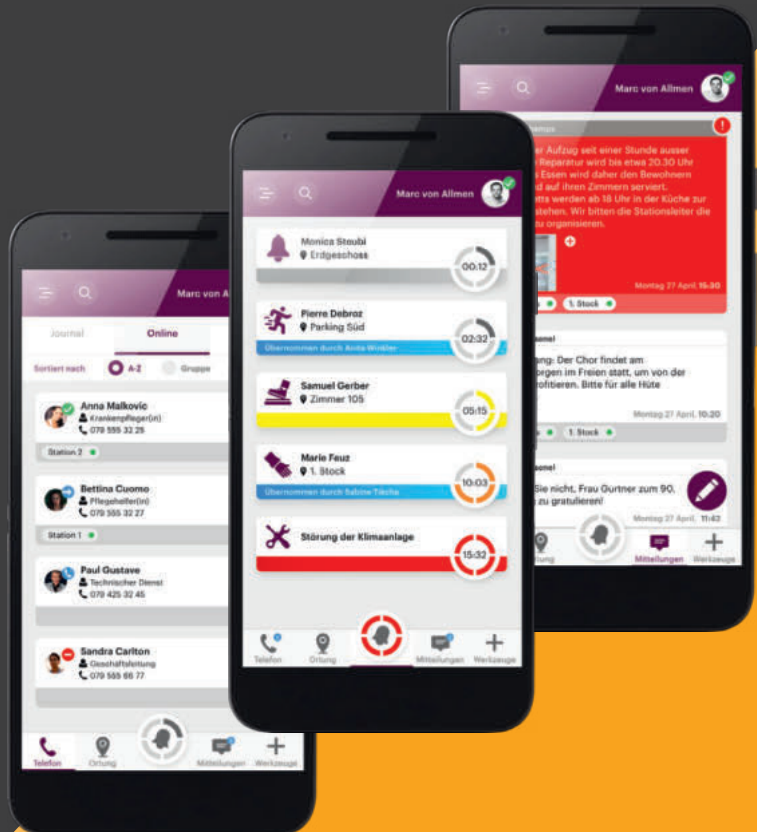 Marc von A
Journal
Online
Sortiert nach
A-Z
Gruppe
Anna Malkovic
Krankenpfleger(in)
079 555 32 25
Station 2
Bettina Cuomo
Pflegehelfer(in)
079 555 32 27
Station 1
Paul Gustave
Technischer Dienst
079 425 32 45
Sandra Carlton
Geschäftsleitung
079 555 66 77
Telefon
Ortung
Mitteilungen
Werkzeuge
Marc von Allmen
Monica Staubi
Erdgeschoss
00:12
Pierre Debroz
Parking Süd
02:32
Übernommen durch Anita Winkler
Samuel Gerber
Zimmer 105
05:15
Marie Feuz
1. Stock
10:03
Übernommen durch Sabine
Störung der Klimaanlage
15:32
Telefon
Ortung
Mitteilungen
Werkzeuge
Marc von Allmen
er Aufzug seit einer Stunde ausser
Reparatur wird bis etwa 20.30 Uhr
s Essen wird daher den Bewohnern
d auf ihren Zimmern serviert.
tts werden ab 18 Uhr in der Küche zur
stehen. Wir bitten die Stationsleiter die
zu organisieren.
Montag 27 April, 15:30
1. Stock
sonel
ang: Der Chor findet am
orgen im Freien statt, um von der
rofitieren. Bitte für alle Hüte
Montag 27 April, 10:20
1. Stock
sonel
Sie nicht, Frau Gurtner zum 90.
zu gratulieren!
Montag 27 April, 11:42
rtung
Mitteilungen
Werkzeuge